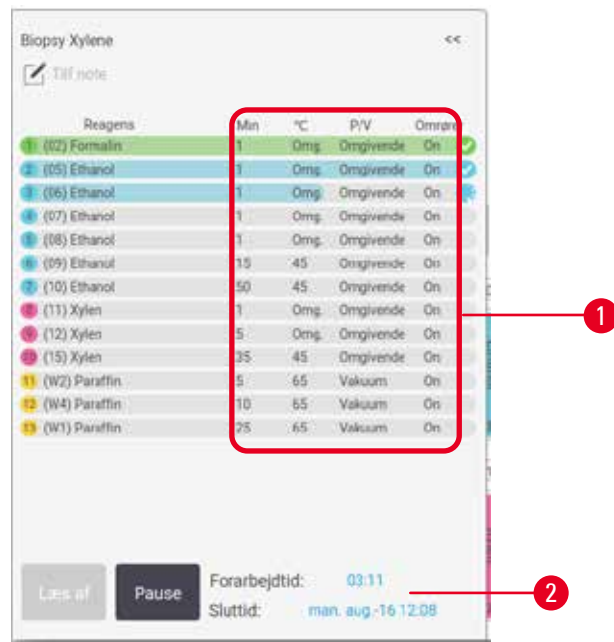 Biopsy Xylene <<
Tilf note
Reagens Min °C P/V Omrører
1 (02) Formalin 1 Omg. Omgivende On
2 (05) Ethanol 1 Omg. Omgivende On
3 (06) Ethanol 1 Omg. Omgivende On
4 (07) Ethanol 1 Omg. Omgivende On
5 (08) Ethanol 1 Omg. Omgivende On
6 (09) Ethanol 15 45 Omgivende On
7 (10) Ethanol 50 45 Omgivende On
8 (11) Xylen 1 Omg. Omgivende On
9 (12) Xylen 5 Omg. Omgivende On
10 (15) Xylen 35 45 Omgivende On
11 (W2) Paraffin 5 65 Vakuum On
12 (W4) Paraffin 10 65 Vakuum On
13 (W1) Paraffin 25 65 Vakuum On
1
Læs af Pause Forarbejdtid: 03:11
Sluttid: man. aug.-16 12:08
2